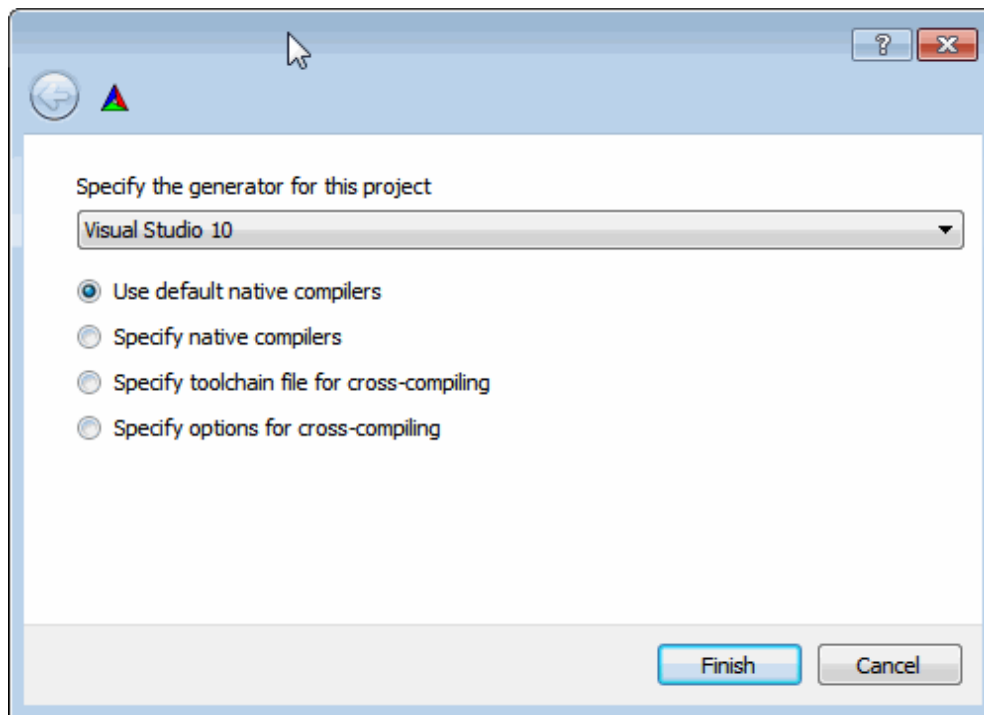 Specify the generator for this project
Visual Studio 10
Use default native compilers
Specify native compilers
Specify toolchain file for cross-compiling
Specify options for cross-compiling
Finish Cancel